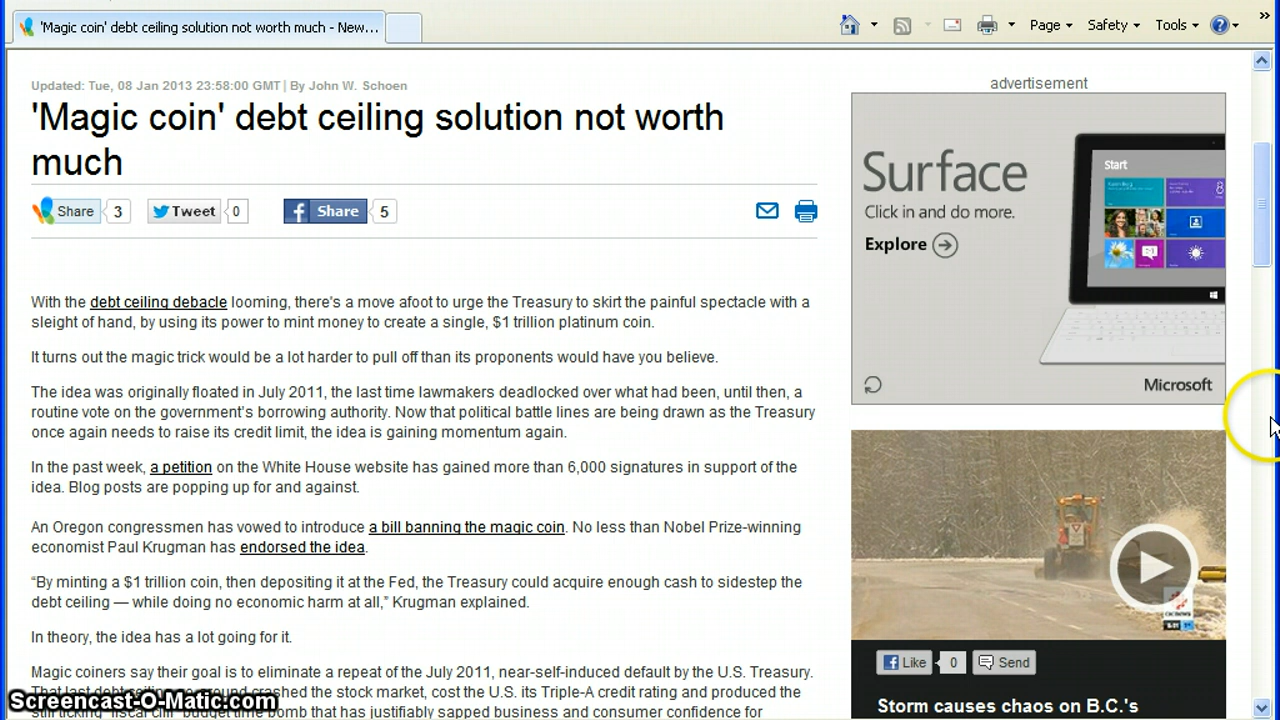 'Magic coin' debt ceiling solution not worth much - New...
Page
Safety
Tools
Updated: Tue, 08 Jan 2013 23:58:00 GMT | By John W. Schoen
'Magic coin' debt ceiling solution not worth
much
Share 3
Tweet 0
Share 5
With the debt ceiling debacle looming, there's a move afoot to urge the Treasury to skirt the painful spectacle with a
sleight of hand, by using its power to mint money to create a single, $1 trillion platinum coin.
It turns out the magic trick would be a lot harder to pull off than its proponents would have you believe.
The idea was originally floated in July 2011, the last time lawmakers deadlocked over what had been, until then, a
routine vote on the government's borrowing authority. Now that political battle lines are being drawn as the Treasury
once again needs to raise its credit limit, the idea is gaining momentum again.
In the past week, a petition on the White House website has gained more than 6,000 signatures in support of the
idea. Blog posts are popping up for and against.
An Oregon congressmen has vowed to introduce a bill banning the magic coin. No less than Nobel Prize-winning
economist Paul Krugman has endorsed the idea.
“By minting a $1 trillion coin, then depositing it at the Fed, the Treasury could acquire enough cash to sidestep the
debt ceiling — while doing no economic harm at all,” Krugman explained.
In theory, the idea has a lot going for it.
Magic coiners say their goal is to eliminate a repeat of the July 2011, near-self-induced default by the U.S. Treasury.
That last debt ceiling crashed the stock market, cost the U.S. its Triple-A credit rating and produced the
budget time bomb that has justifiably sapped business and consumer confidence for
Screencast-O-Matic.com
advertisement
Surface
Click in and do more.
Explore
Start
Microsoft
Like 0
Send
Storm causes chaos on B.C.'s